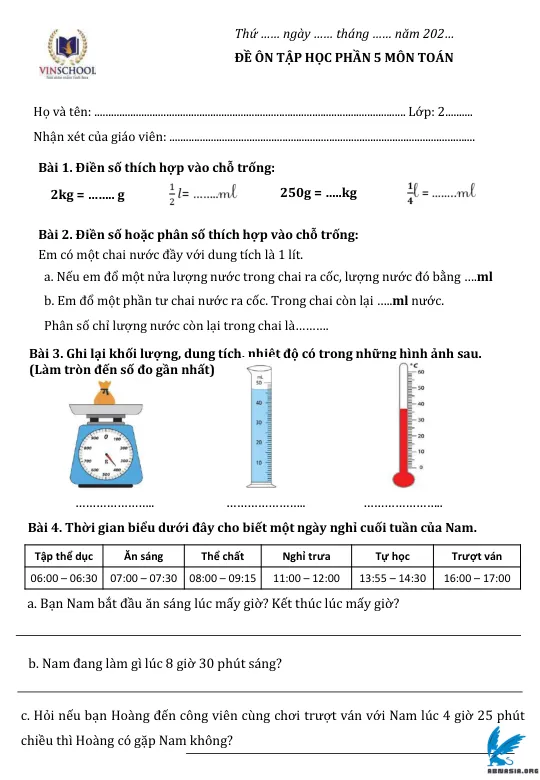 Thứ …… ngày …… tháng …… năm 202…
ĐỀ ÔN TẬP HỌC PHẦN 5 MÔN TOÁN
VINSCHOOL
Họ và tên: ........................................................ Lớp: 2..........
Nhận xét của giáo viên: ........................................................
Bài 1. Điền số thích hợp vào chỗ trống:
2kg = ........ g 1/2 l= ........ml 250g = .....kg 1/4 l = ........ml
Bài 2. Điền số hoặc phân số thích hợp vào chỗ trống:
Em có một chai nước đầy với dung tích là 1 lít.
a. Nếu em đổ một nửa lượng nước trong chai ra cốc, lượng nước đó bằng ....ml
b. Em đổ một phần tư chai nước ra cốc. Trong chai còn lại .....ml nước.
Phân số chỉ lượng nước còn lại trong chai là……….
Bài 3. Ghi lại khối lượng, dung tích, nhiệt độ có trong những hình ảnh sau.
(Làm tròn đến số đo gần nhất)
mL
50
40
30
20
10
°C
60
50
40
30
20
10
0
0
100
900
g
…………………..
…………………..
…………………..
Bài 4. Thời gian biểu dưới đây cho biết một ngày nghỉ cuối tuần của Nam.
Tập thể dục Ăn sáng Thể chất Nghỉ trưa Tự học Trượt ván
06:00 – 06:30 07:00 – 07:30 08:00 – 09:15 11:00 – 12:00 13:55 – 14:30 16:00 – 17:00
a. Bạn Nam bắt đầu ăn sáng lúc mấy giờ? Kết thúc lúc mấy giờ?
b. Nam đang làm gì lúc 8 giờ 30 phút sáng?
c. Hỏi nếu bạn Hoàng đến công viên cùng chơi trượt ván với Nam lúc 4 giờ 25 phút
chiều thì Hoàng có gặp Nam không?
RDNASIA.ORG